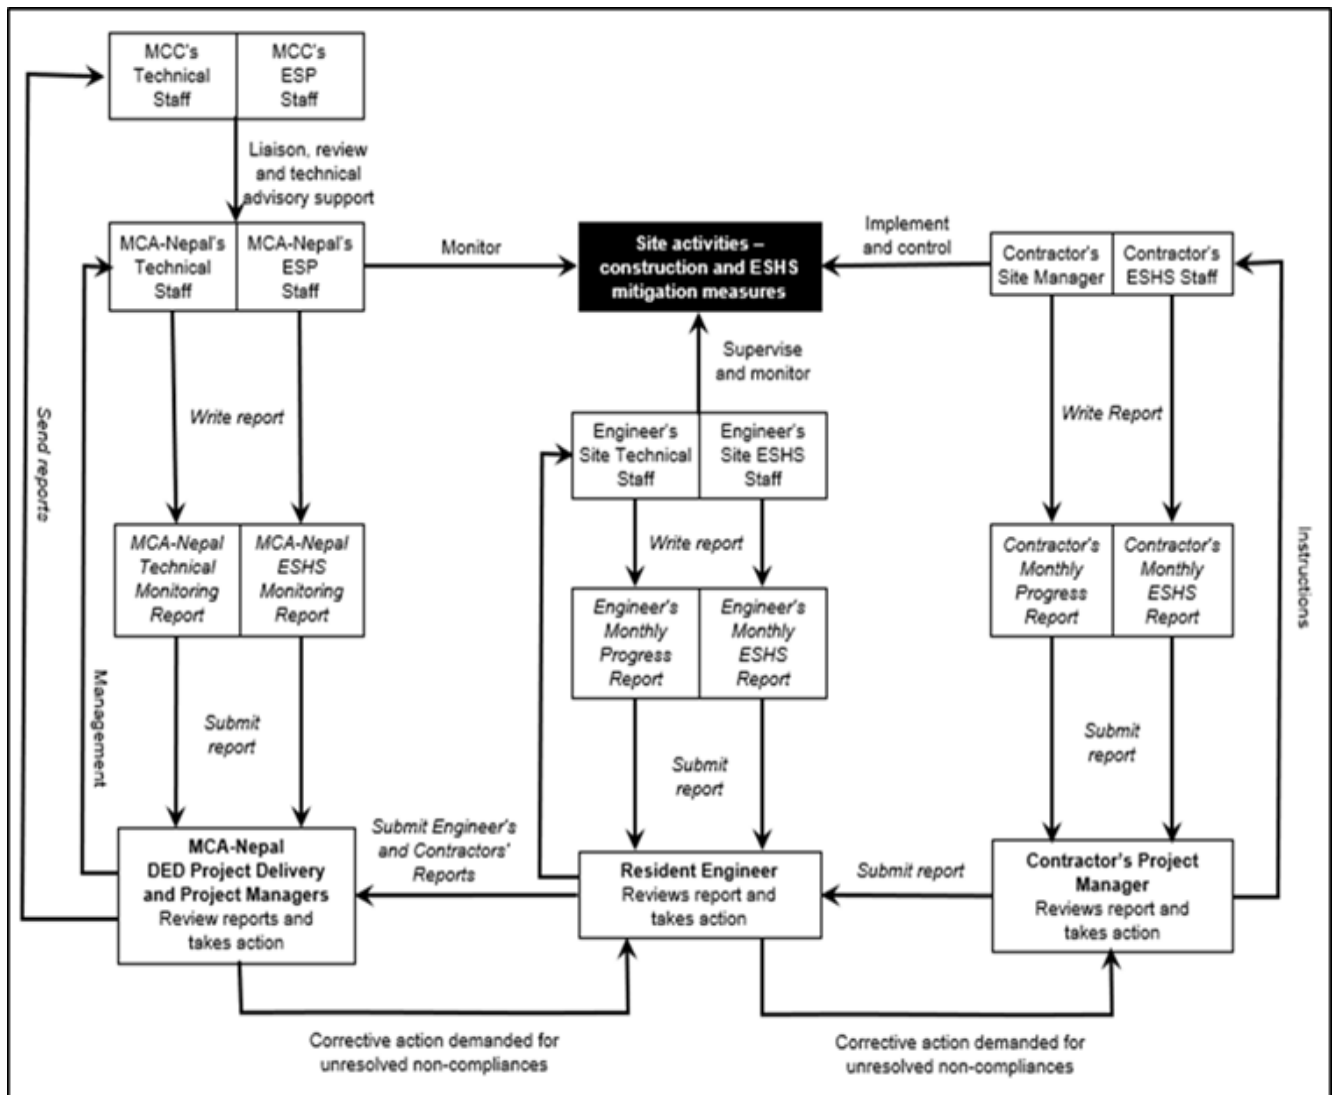 MCC's
Technical
Staff
MCC's
ESP
Staff
Liaison, review
and technical
advisory support
MCA-Nepal's
Technical
Staff
MCA-Nepal's
ESP
Staff
Monitor
Site activities –
construction and ESHS
mitigation measures
Implement
and control
Contractor's
Site Manager
Contractor's
ESHS Staff
Supervise
and monitor
Write report
Engineer's
Site Technical
Staff
Engineer's
Site ESHS
Staff
Write Report
Send reports
MCA-Nepal
Technical
Monitoring
Report
MCA-Nepal
ESHS
Monitoring
Report
Write report
Engineer's
Monthly
Progress
Report
Engineer's
Monthly
ESHS
Report
Contractor's
Monthly
Progress
Report
Contractor's
Monthly
ESHS
Report
Instructions
Management
Submit
report
Submit
report
Submit
report
MCA-Nepal
DED Project Delivery
and Project Managers
Review reports and
takes action
Submit Engineer's
and Contractors'
Reports
Resident Engineer
Reviews report and
takes action
Submit report
Contractor's Project
Manager
Reviews report and
takes action
Corrective action demanded for
unresolved non-compliances
Corrective action demanded for
unresolved non-compliances